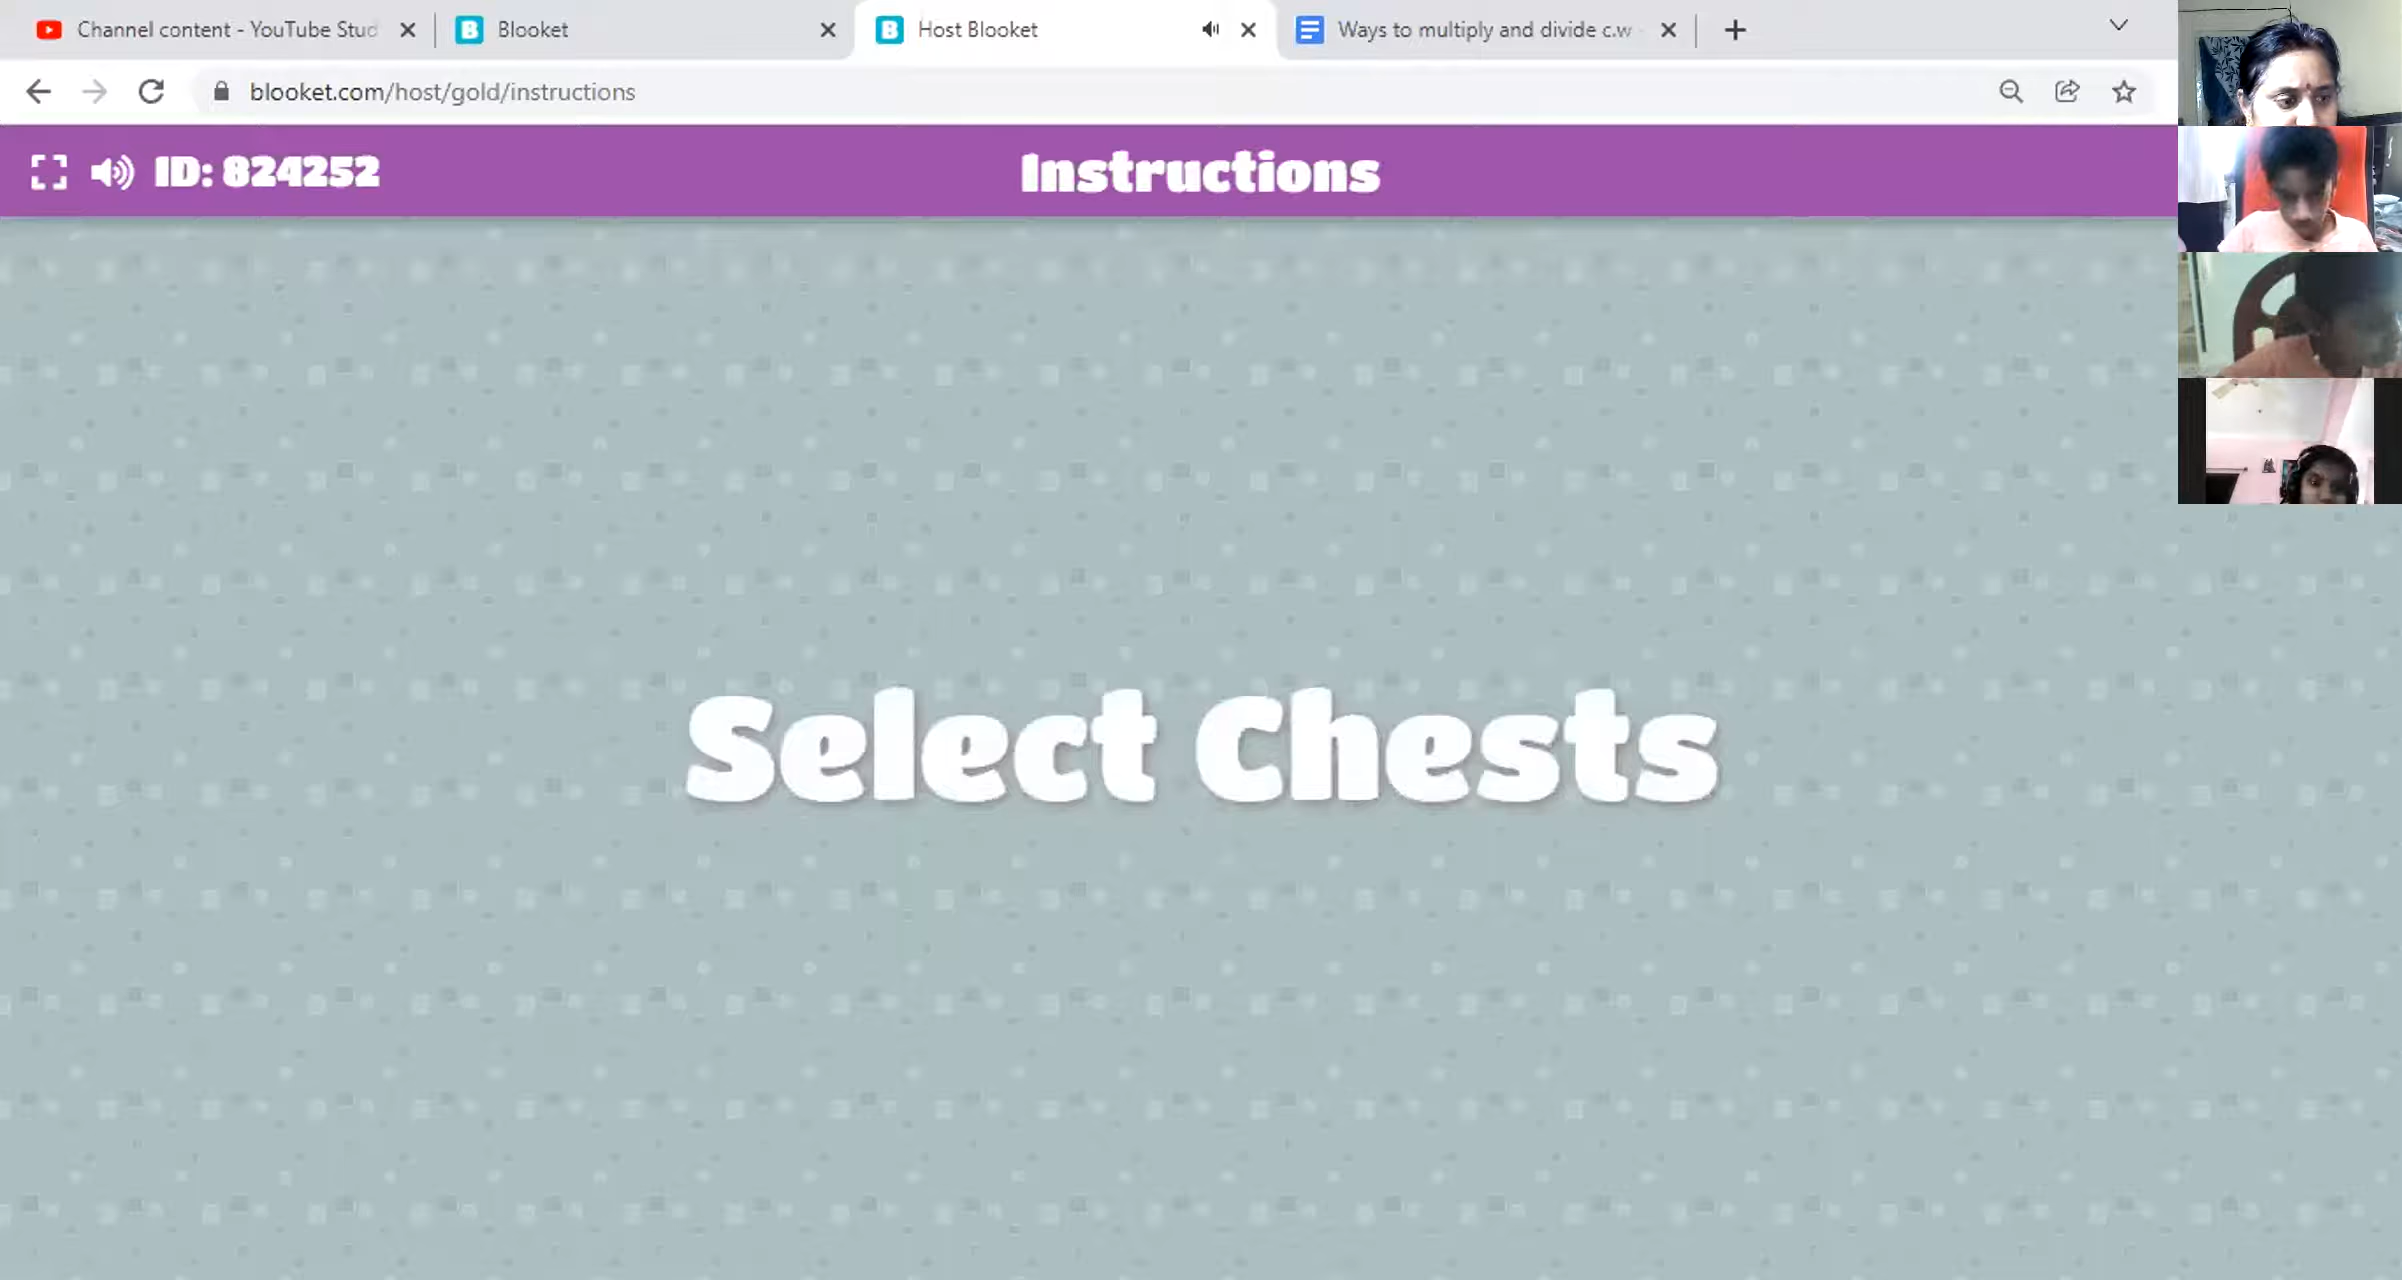 Channel content - YouTube Stud
Blooket
Host Blooket
Ways to multiply and divide c.w
blooket.com/host/gold/instructions
ID: 824252
Instructions
Select Chests